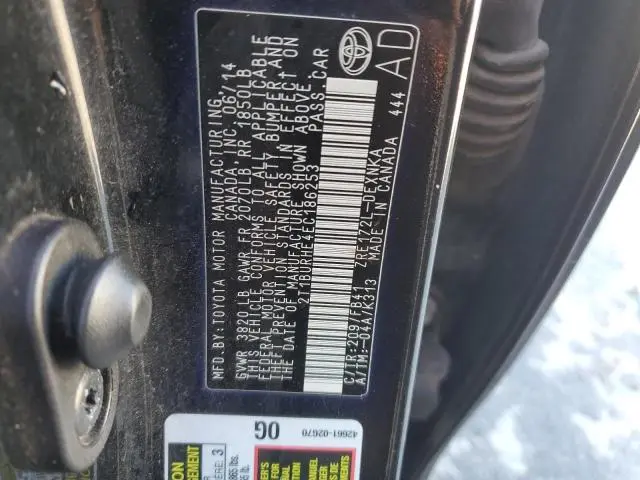 MFD.BY:TOYOTA MOTOR MANUFACTURING
CANADA, INC. 06/14
GVWR 3820LB GAWR FR 2070LB RR 1850LB
THIS VEHICLE CONFORMS TO ALL APPLICABLE
FEDERAL MOTOR VEHICLE SAFETY, BUMPER AND
THEFT PREVENTION STANDARDS IN EFFECT ON
THE DATE OF MANUFACTURE SHOWN ABOVE.
2T1BURHE4EC186253 PASS.CAR
C/TR:209/FB41 ZRE172L-DEXNKA
A/TM:-04A/K313 MADE IN CANADA
444
AD
42661-02G70
OG